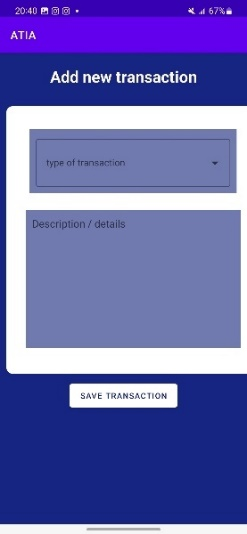 20:40
67%
ATIA
Add new transaction
type of transaction
Description / details
SAVE TRANSACTION